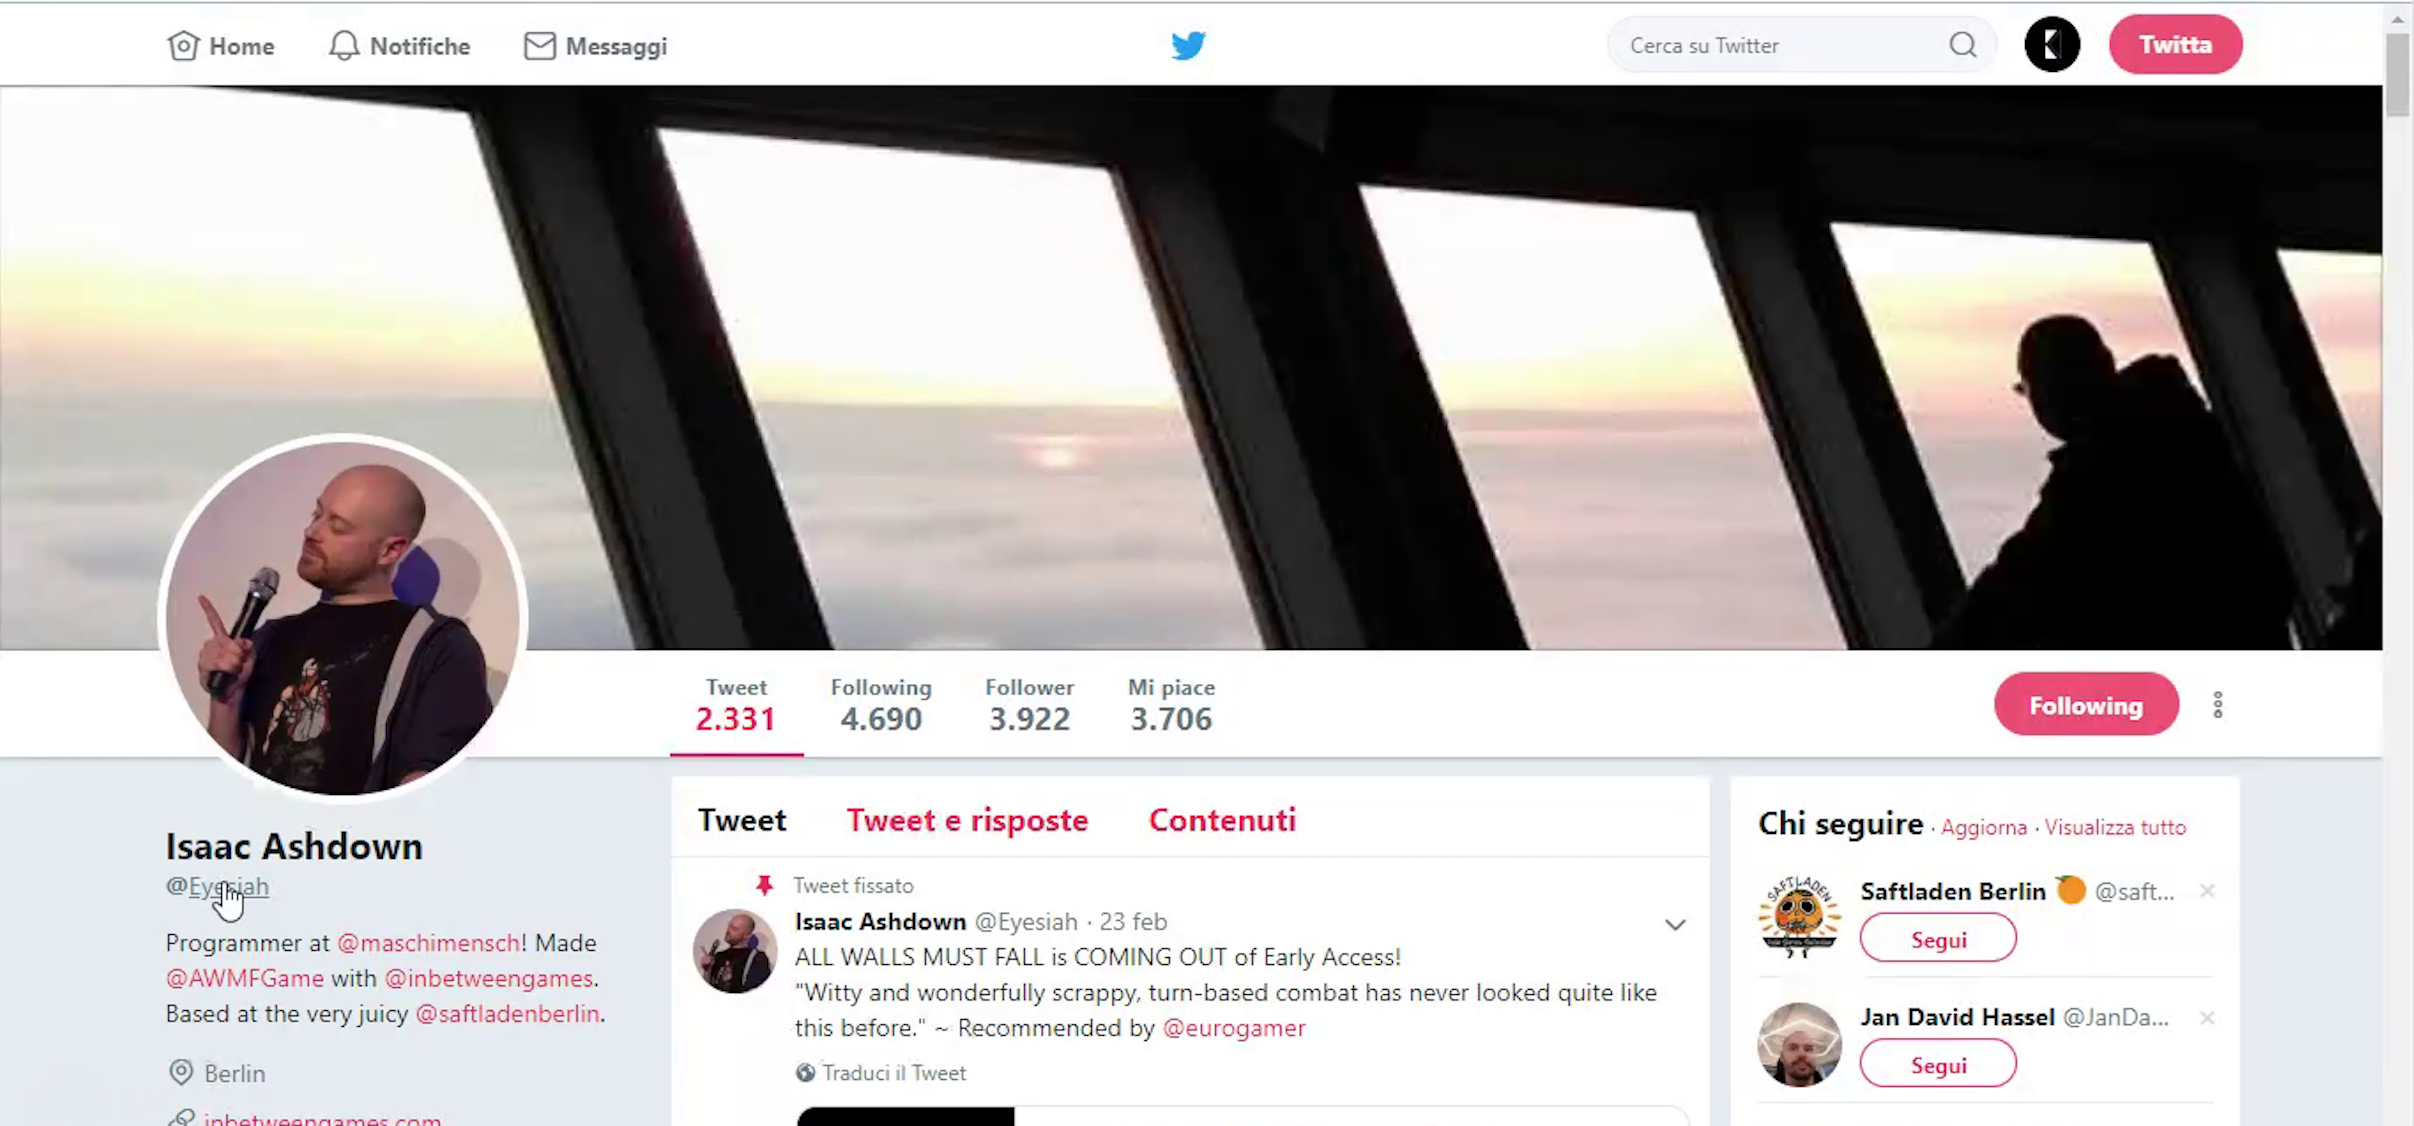 Home
Notifiche
Messaggi
Cerca su Twitter
Twitta
Tweet
2.331
Following
4.690
Follower
3.922
Mi piace
3.706
Following
Isaac Ashdown
@Eyesiah
Programmer at @maschimensch! Made
@AWMFGame with @inbetweengames.
Based at the very juicy @saftladenberlin.
Berlin
inbetweengames.com
Tweet
Tweet e risposte
Contenuti
Tweet fissato
Isaac Ashdown @Eyesiah · 23 feb
ALL WALLS MUST FALL is COMING OUT of Early Access!
"Witty and wonderfully scrappy, turn-based combat has never looked quite like
this before." ~ Recommended by @eurogamer
Traduci il Tweet
Chi seguire · Aggiorna · Visualizza tutto
SAFTLADEN
Saftladen Berlin @saft...
Segui
Jan David Hassel @JanDa...
Segui